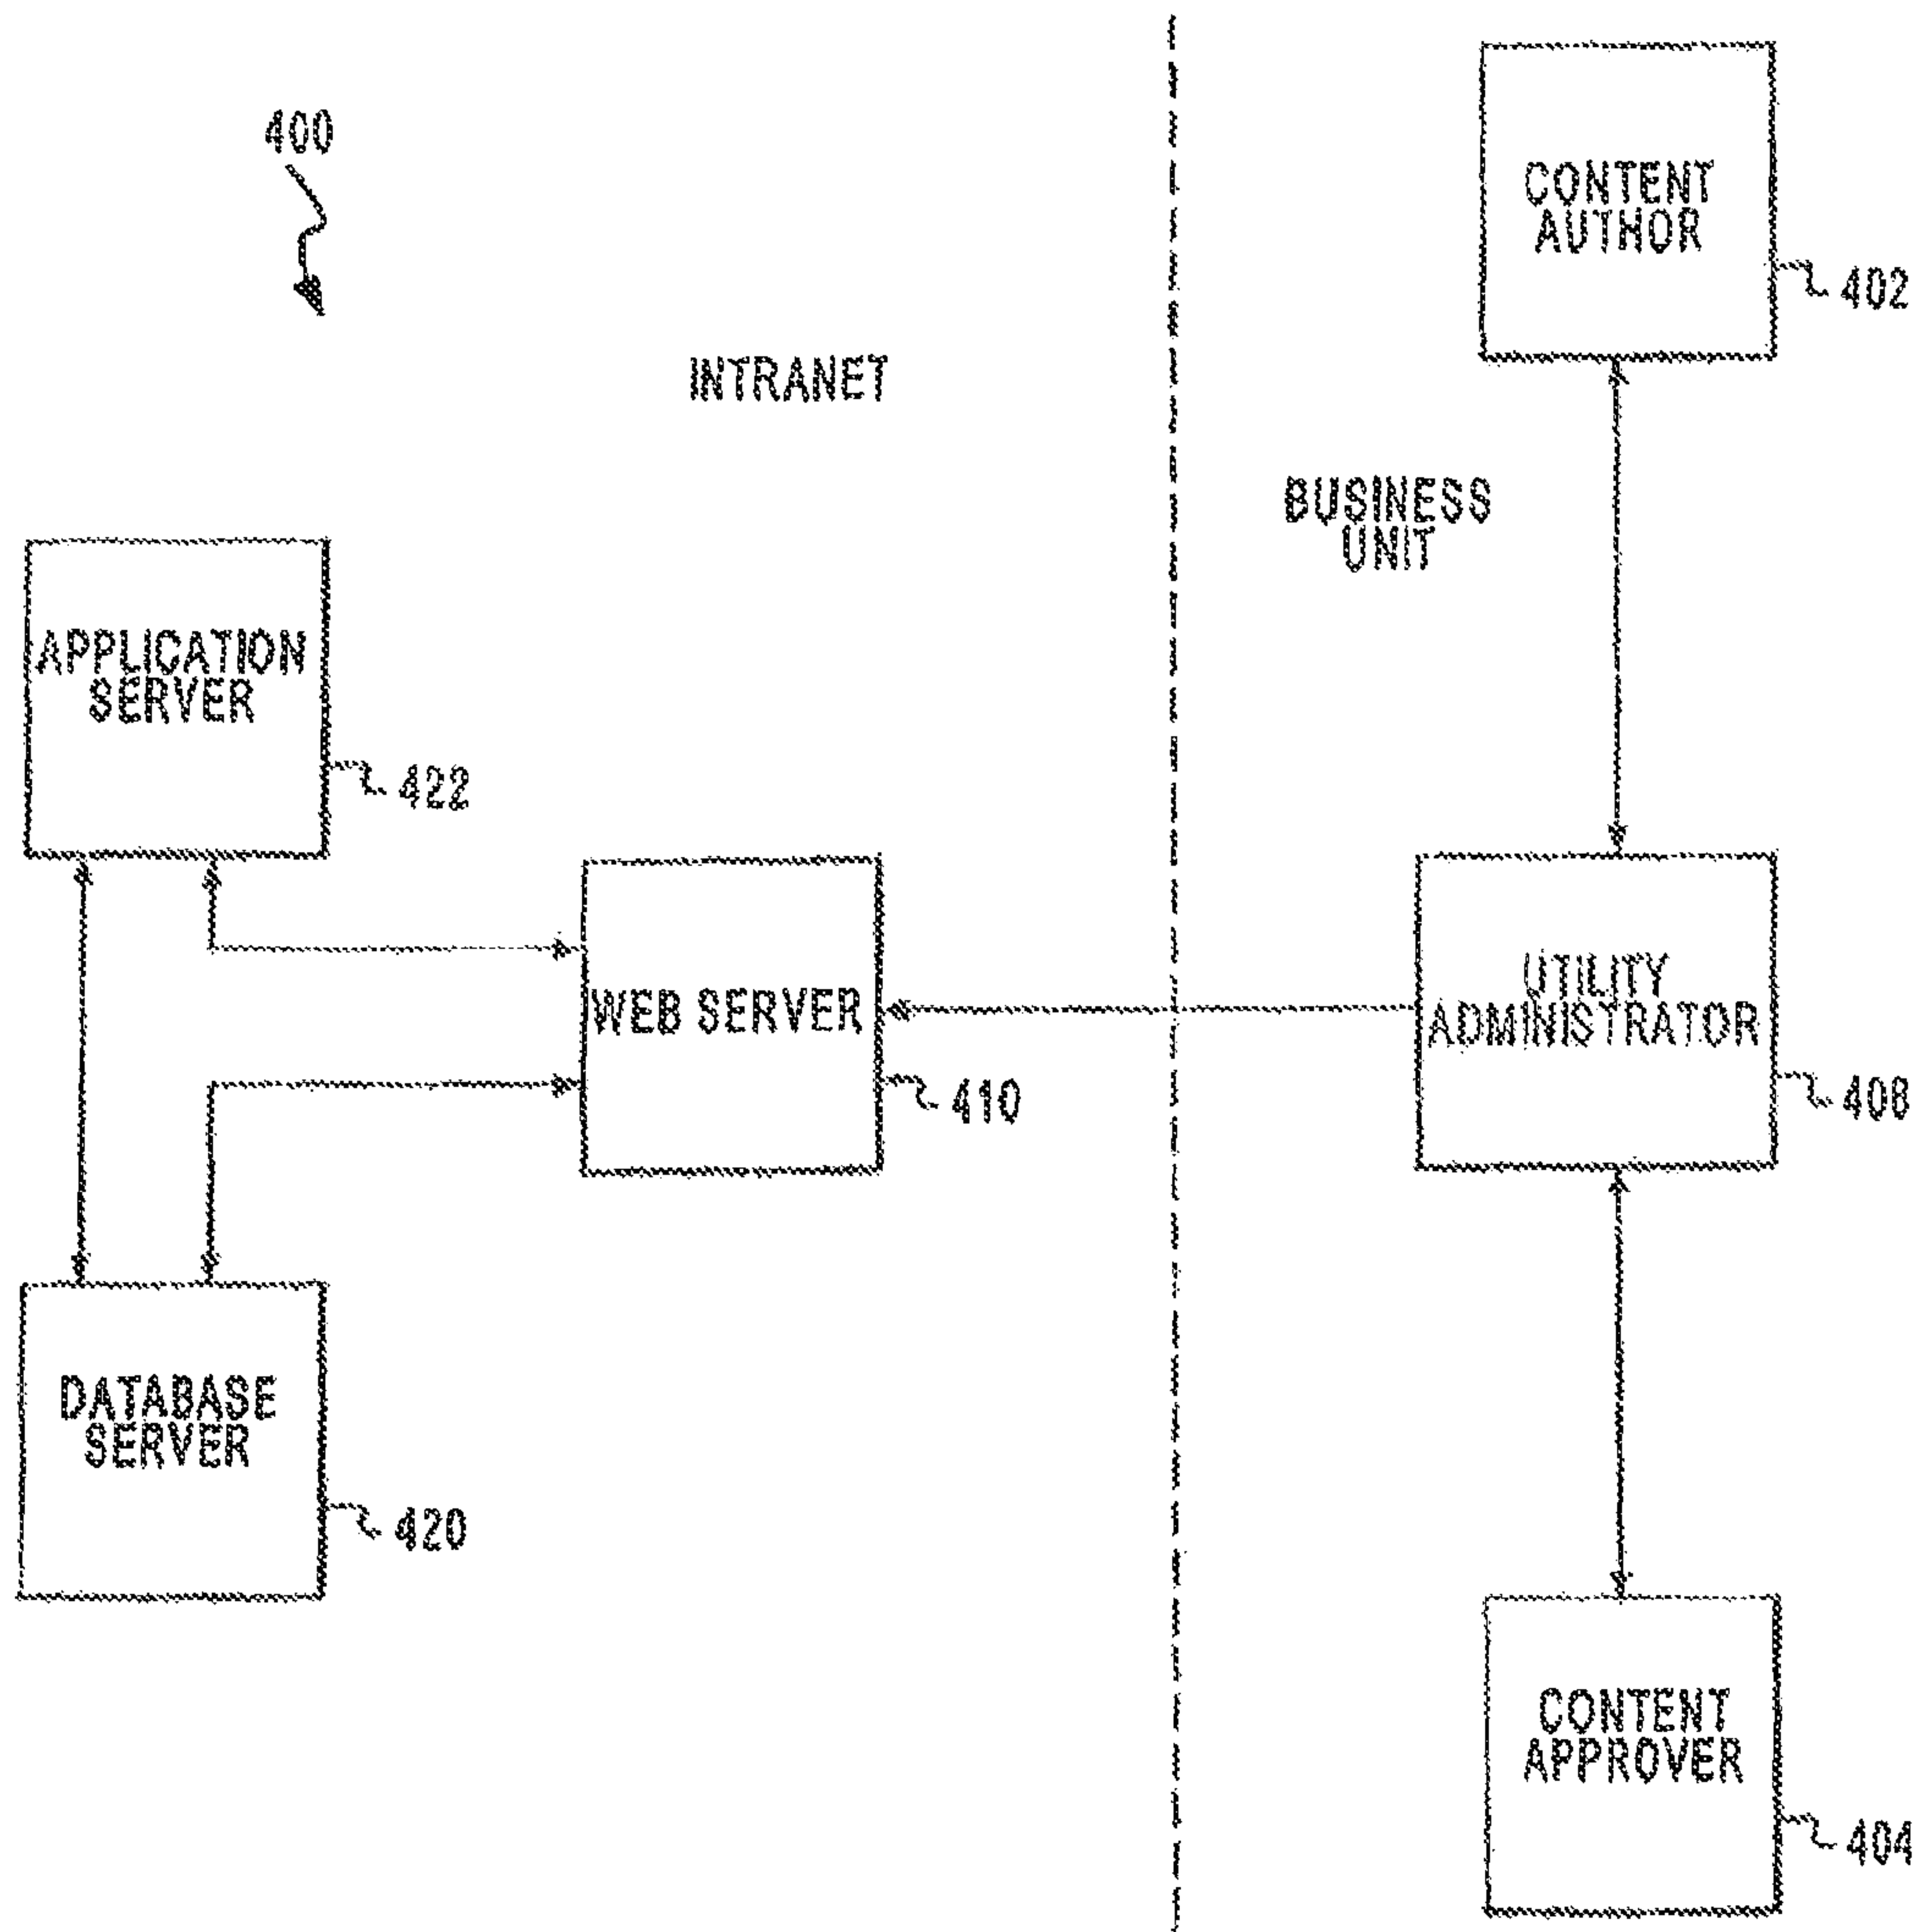 400
INTRANET
APPLICATION
SERVER
422
WEB SERVER
410
DATABASE
SERVER
420
BUSINESS
UNIT
CONTENT
AUTHOR
402
UTILITY
ADMINISTRATOR
408
CONTENT
APPROVER
404